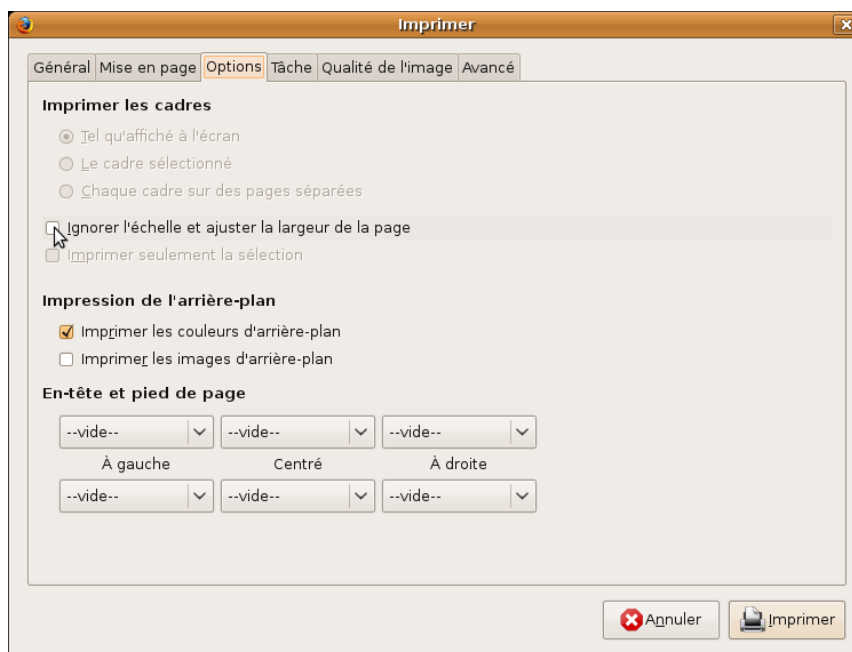 Imprimer
Général Mise en page Options Tâche Qualité de l'image Avancé
Imprimer les cadres
Tel qu'affiché à l'écran
Le cadre sélectionné
Chaque cadre sur des pages séparées
Ignorer l'échelle et ajuster la largeur de la page
Imprimer seulement la sélection
Impression de l'arrière-plan
Imprimer les couleurs d'arrière-plan
Imprimer les images d'arrière-plan
En-tête et pied de page
--vide-- --vide-- --vide--
À gauche Centré À droite
--vide-- --vide-- --vide--
Annuler Imprimer